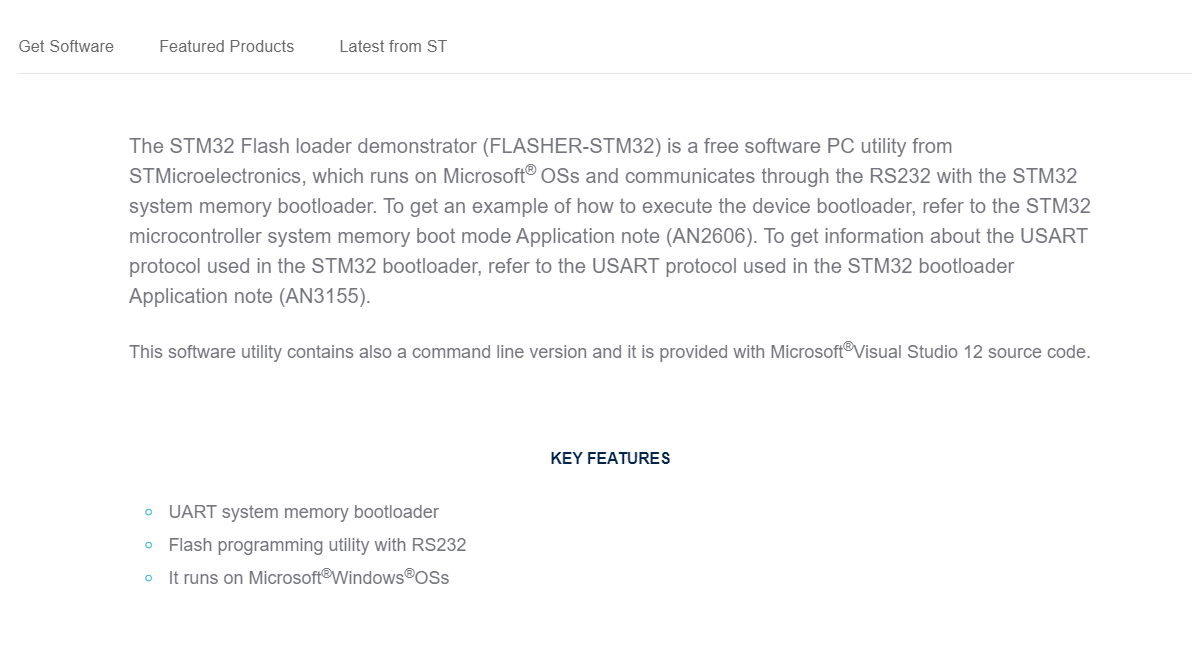 Get Software Featured Products Latest from ST
The STM32 Flash loader demonstrator (FLASHER-STM32) is a free software PC utility from
STMicroelectronics, which runs on Microsoft® OSs and communicates through the RS232 with the STM32
system memory bootloader. To get an example of how to execute the device bootloader, refer to the STM32
microcontroller system memory boot mode Application note (AN2606). To get information about the USART
protocol used in the STM32 bootloader, refer to the USART protocol used in the STM32 bootloader
Application note (AN3155).
This software utility contains also a command line version and it is provided with Microsoft®Visual Studio 12 source code.
KEY FEATURES
UART system memory bootloader
Flash programming utility with RS232
It runs on Microsoft®Windows®OSs